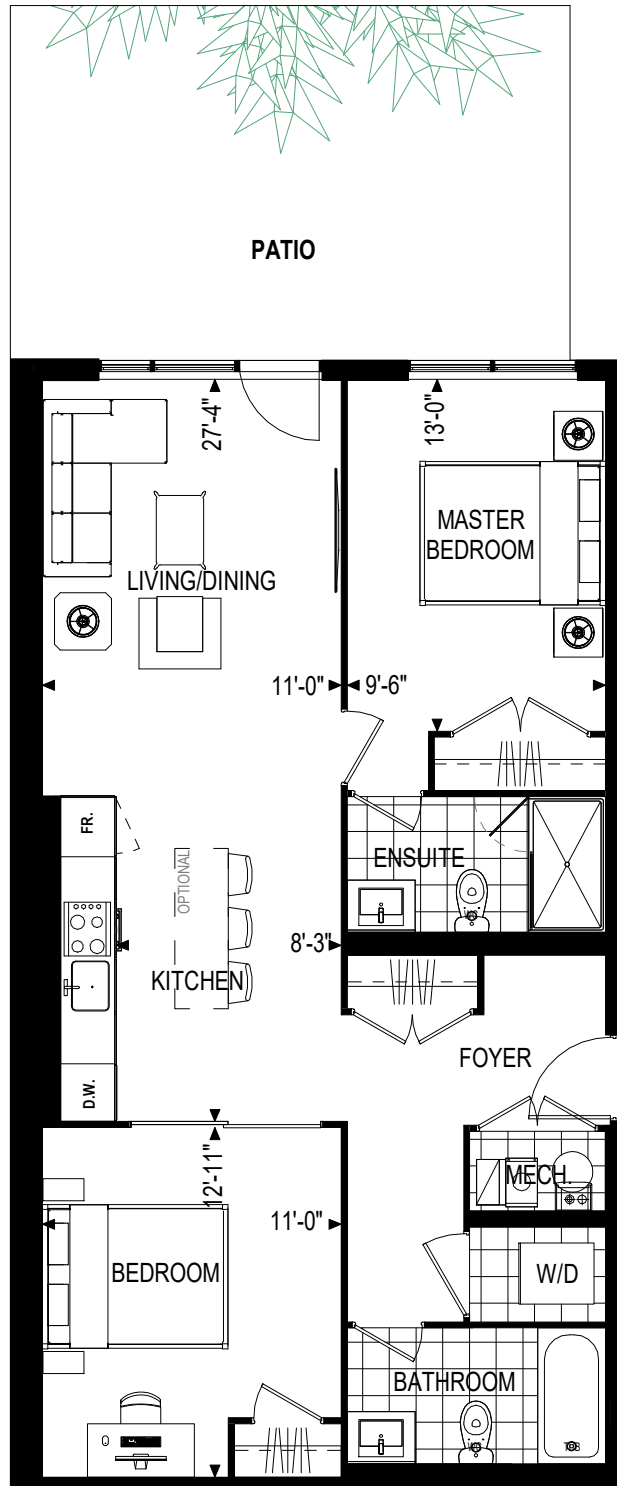 PATIO
27'-4"
13'-0"
MASTER
BEDROOM
LIVING/DINING
11'-0"
9'-6"
FR.
OPTIONAL
ENSUITE
8'-3"
KITCHEN
FOYER
D.W.
12'-11"
MECH.
11'-0"
BEDROOM
W/D
BATHROOM
TUB